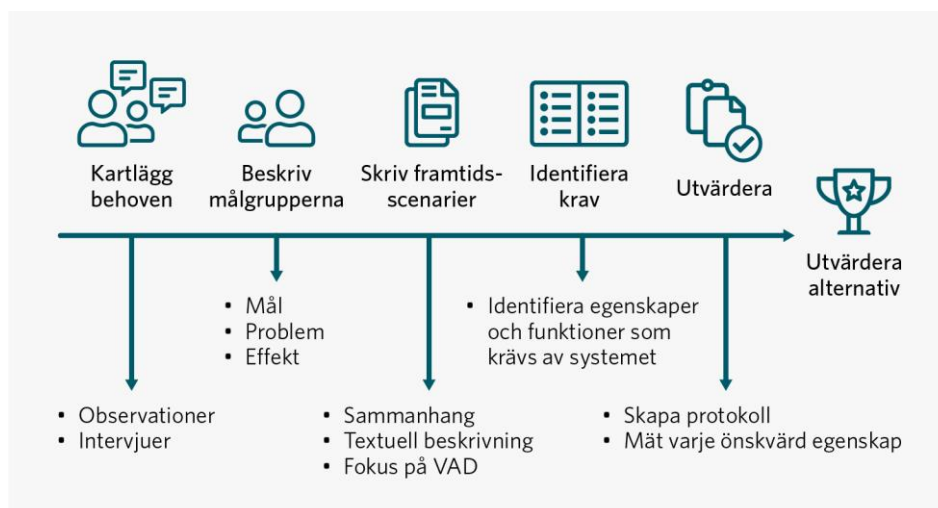 Kartlägg
behoven
Beskriv
målgrupperna
Skriv framtids-
scenarier
Identifiera
krav
Utvärdera
Utvärdera
alternativ
• Mål
• Problem
• Effekt
• Identifiera egenskaper
och funktioner som
krävs av systemet
• Observationer
• Intervjuer
• Sammanhang
• Textuell beskrivning
• Fokus på VAD
• Skapa protokoll
• Mät varje önskvärd egenskap